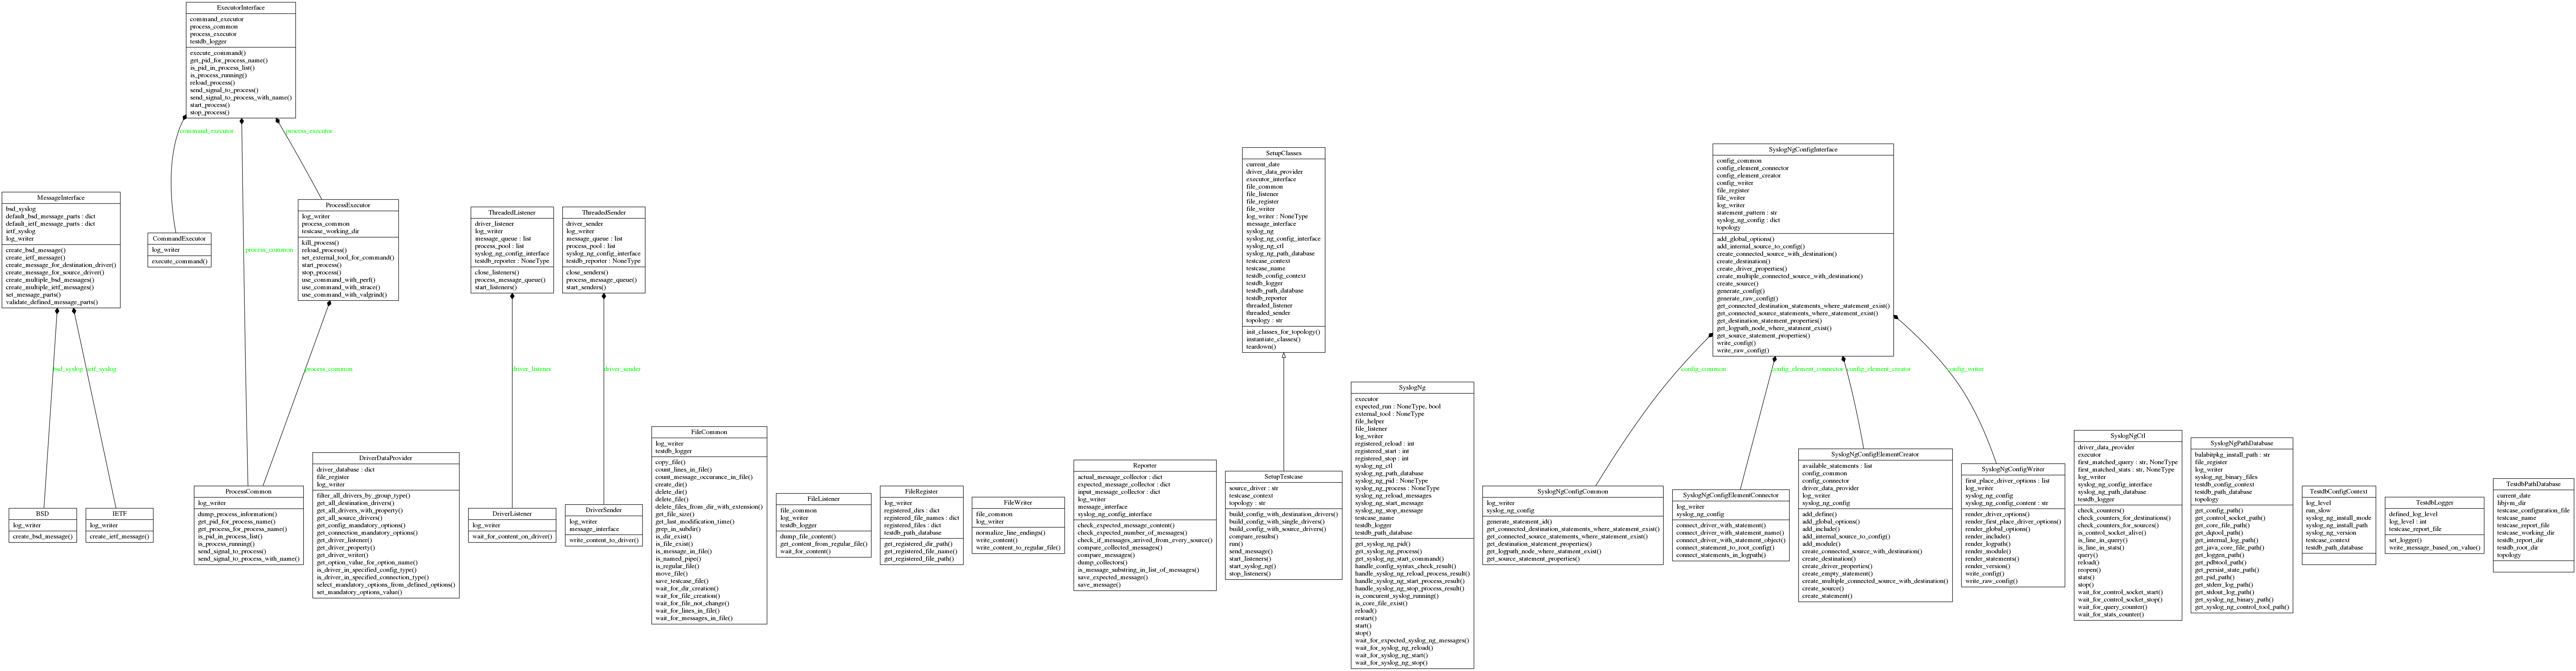 ExecutorInterface
command_executor
process_common
process_executor
testdb_logger
execute_command()
get_pid_for_process_name()
is_pid_in_process_list()
is_process_running()
reload_process()
send_signal_to_process()
send_signal_to_process_with_name()
start_process()
stop_process()
command_executor
process_executor
process_common
MessageInterface
bsd_syslog
default_bsd_message_parts : dict
default_ietf_message_parts : dict
ietf_syslog
log_writer
create_bsd_message()
create_ietf_message()
create_message_for_destination_driver()
create_message_for_source_driver()
create_multiple_bsd_messages()
create_multiple_ietf_messages()
set_message_parts()
validate_defined_message_parts()
CommandExecutor
log_writer
execute_command()
ProcessExecutor
log_writer
process_common
testcase_working_dir
kill_process()
reload_process()
set_external_tool_for_command()
start_process()
stop_process()
use_command_with_perf()
use_command_with_strace()
use_command_with_valgrind()
ThreadedListener
driver_listener
log_writer
message_queue : list
process_pool : list
syslog_ng_config_interface
testdb_reporter : NoneType
close_listeners()
process_message_queue()
start_listeners()
ThreadedSender
driver_sender
log_writer
message_queue : list
process_pool : list
syslog_ng_config_interface
testdb_reporter : NoneType
close_senders()
process_message_queue()
start_senders()
SetupClasses
current_date
driver_data_provider
executor_interface
file_common
file_listener
file_register
file_writer
log_writer : NoneType
message_interface
syslog_ng
syslog_ng_config_interface
syslog_ng_ctl
syslog_ng_path_database
testcase_context
testcase_name
testdb_config_context
testdb_logger
testdb_path_database
testdb_reporter
threaded_listener
threaded_sender
topology : str
init_classes_for_topology()
instantiate_classes()
teardown()
SyslogNgConfigInterface
config_common
config_element_connector
config_element_creator
config_writer
file_register
file_writer
log_writer
statement_pattern : str
syslog_ng_config : dict
topology
add_global_options()
add_internal_source_to_config()
create_connected_source_with_destination()
create_destination()
create_driver_properties()
create_multiple_connected_source_with_destination()
create_source()
generate_config()
generate_raw_config()
get_connected_destination_statements_where_statement_exist()
get_connected_source_statements_where_statement_exist()
get_destination_statement_properties()
get_logpath_node_where_statment_exist()
get_source_statement_properties()
write_config()
write_raw_config()
bsd_syslog
ietf_syslog
process_common
driver_listener
driver_sender
config_common
config_element_connector
config_element_creator
config_writer
BSD
log_writer
create_bsd_message()
IETF
log_writer
create_ietf_message()
ProcessCommon
log_writer
dump_process_information()
get_pid_for_process_name()
get_process_for_process_name()
is_pid_in_process_list()
is_process_running()
send_signal_to_process()
send_signal_to_process_with_name()
DriverDataProvider
driver_database : dict
file_register
log_writer
filter_all_drivers_by_group_type()
get_all_destination_drivers()
get_all_drivers_with_property()
get_all_source_drivers()
get_config_mandatory_options()
get_connection_mandatory_options()
get_driver_listener()
get_driver_property()
get_driver_writer()
get_option_value_for_option_name()
is_driver_in_specified_config_type()
is_driver_in_specified_connection_type()
select_mandatory_options_from_defined_options()
set_mandatory_options_value()
DriverListener
log_writer
wait_for_content_on_driver()
DriverSender
log_writer
message_interface
write_content_to_driver()
FileCommon
log_writer
testdb_logger
copy_file()
count_lines_in_file()
count_message_occurance_in_file()
create_dir()
delete_dir()
delete_file()
delete_files_from_dir_with_extension()
get_file_size()
get_last_modification_time()
grep_in_subdir()
is_dir_exist()
is_file_exist()
is_message_in_file()
is_named_pipe()
is_regular_file()
move_file()
save_testcase_file()
wait_for_dir_creation()
wait_for_file_creation()
wait_for_file_not_change()
wait_for_lines_in_file()
wait_for_messages_in_file()
FileListener
file_common
log_writer
testdb_logger
dump_file_content()
get_content_from_regular_file()
wait_for_content()
FileRegister
log_writer
registered_dirs : dict
registered_file_names : dict
registered_files : dict
testdb_path_database
get_registered_dir_path()
get_registered_file_name()
get_registered_file_path()
FileWriter
file_common
log_writer
normalize_line_endings()
write_content()
write_content_to_regular_file()
Reporter
actual_message_collector : dict
expected_message_collector : dict
input_message_collector : dict
log_writer
message_interface
syslog_ng_config_interface
check_expected_message_content()
check_expected_number_of_messages()
check_if_messages_arrived_from_every_source()
compare_collected_messages()
compare_messages()
dump_collectors()
is_message_substring_in_list_of_messages()
save_expected_message()
save_message()
SetupTestcase
source_driver : str
testcase_context
topology : str
build_config_with_destination_drivers()
build_config_with_single_drivers()
build_config_with_source_drivers()
compare_results()
run()
send_message()
start_listeners()
start_syslog_ng()
stop_listeners()
SyslogNg
executor
expected_run : NoneType, bool
external_tool : NoneType
file_helper
file_listener
log_writer
registered_reload : int
registered_start : int
registered_stop : int
syslog_ng_ctl
syslog_ng_path_database
syslog_ng_pid : NoneType
syslog_ng_process : NoneType
syslog_ng_reload_messages
syslog_ng_start_message
syslog_ng_stop_message
testcase_name
testdb_logger
testdb_path_database
get_syslog_ng_pid()
get_syslog_ng_process()
get_syslog_ng_start_command()
handle_config_syntax_check_result()
handle_syslog_ng_reload_process_result()
handle_syslog_ng_start_process_result()
handle_syslog_ng_stop_process_result()
is_concurent_syslog_running()
is_core_file_exist()
reload()
restart()
start()
stop()
wait_for_expected_syslog_ng_messages()
wait_for_syslog_ng_reload()
wait_for_syslog_ng_start()
wait_for_syslog_ng_stop()
SyslogNgConfigCommon
log_writer
syslog_ng_config
generate_statement_id()
get_connected_destination_statements_where_statement_exist()
get_connected_source_statements_where_statement_exist()
get_destination_statement_properties()
get_logpath_node_where_statment_exist()
get_source_statement_properties()
SyslogNgConfigElementConnector
log_writer
syslog_ng_config
connect_driver_with_statement()
connect_driver_with_statement_name()
connect_driver_with_statement_object()
connect_statement_to_root_config()
connect_statements_in_logpath()
SyslogNgConfigElementCreator
available_statements : list
config_common
config_connector
driver_data_provider
log_writer
syslog_ng_config
add_define()
add_global_options()
add_include()
add_internal_source_to_config()
add_module()
create_connected_source_with_destination()
create_destination()
create_driver_properties()
create_empty_statement()
create_multiple_connected_source_with_destination()
create_source()
create_statement()
SyslogNgConfigWriter
first_place_driver_options : list
log_writer
syslog_ng_config
syslog_ng_config_content : str
render_driver_options()
render_first_place_driver_options()
render_global_options()
render_include()
render_logpath()
render_module()
render_statements()
render_version()
write_config()
write_raw_config()
SyslogNgCtl
driver_data_provider
executor
first_matched_query : str, NoneType
first_matched_stats : str, NoneType
log_writer
syslog_ng_config_interface
syslog_ng_path_database
testdb_logger
check_counters()
check_counters_for_destinations()
check_counters_for_sources()
is_control_socket_alive()
is_line_in_query()
is_line_in_stats()
query()
reload()
reopen()
stats()
stop()
wait_for_control_socket_start()
wait_for_control_socket_stop()
wait_for_query_counter()
wait_for_stats_counter()
SyslogNgPathDatabase
balabitpkg_install_path : str
file_register
log_writer
syslog_ng_binary_files
testdb_config_context
testdb_path_database
topology
get_config_path()
get_control_socket_path()
get_core_file_path()
get_dqtool_path()
get_internal_log_path()
get_java_core_file_path()
get_loggen_path()
get_pdbtool_path()
get_persist_state_path()
get_pid_path()
get_stderr_log_path()
get_stdout_log_path()
get_syslog_ng_binary_path()
get_syslog_ng_control_tool_path()
TestdbConfigContext
log_level
run_slow
syslog_ng_install_mode
syslog_ng_install_path
syslog_ng_version
testcase_context
testdb_path_database
TestdbLogger
defined_log_level
log_level : int
testcase_report_file
set_logger()
write_message_based_on_value()
TestdbPathDatabase
current_date
libjvm_dir
testcase_configuration_file
testcase_name
testcase_report_file
testcase_working_dir
testdb_report_dir
testdb_root_dir
topology